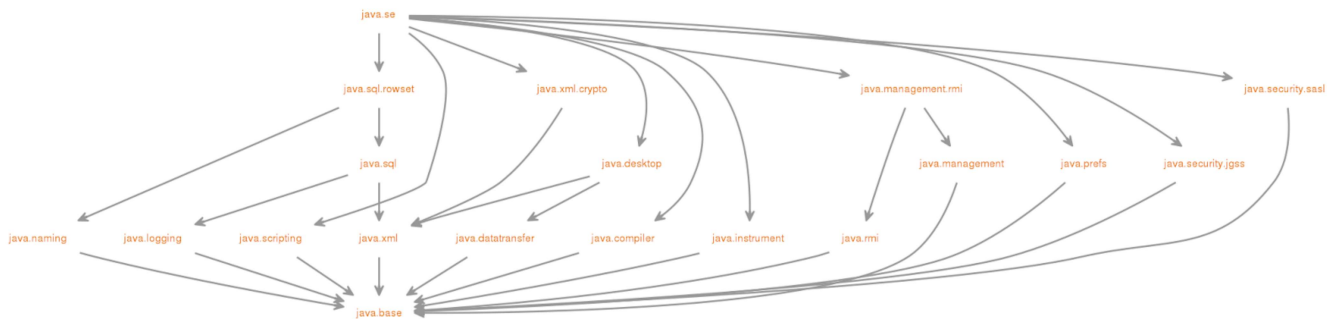 java.se
java.sql.rowset
java.xml.crypto
java.management.rmi
java.security.sasl
java.sql
java.desktop
java.management
java.prefs
java.security.jgss
java.naming
java.logging
java.scripting
java.xml
java.datatransfer
java.compiler
java.instrument
java.rmi
java.base